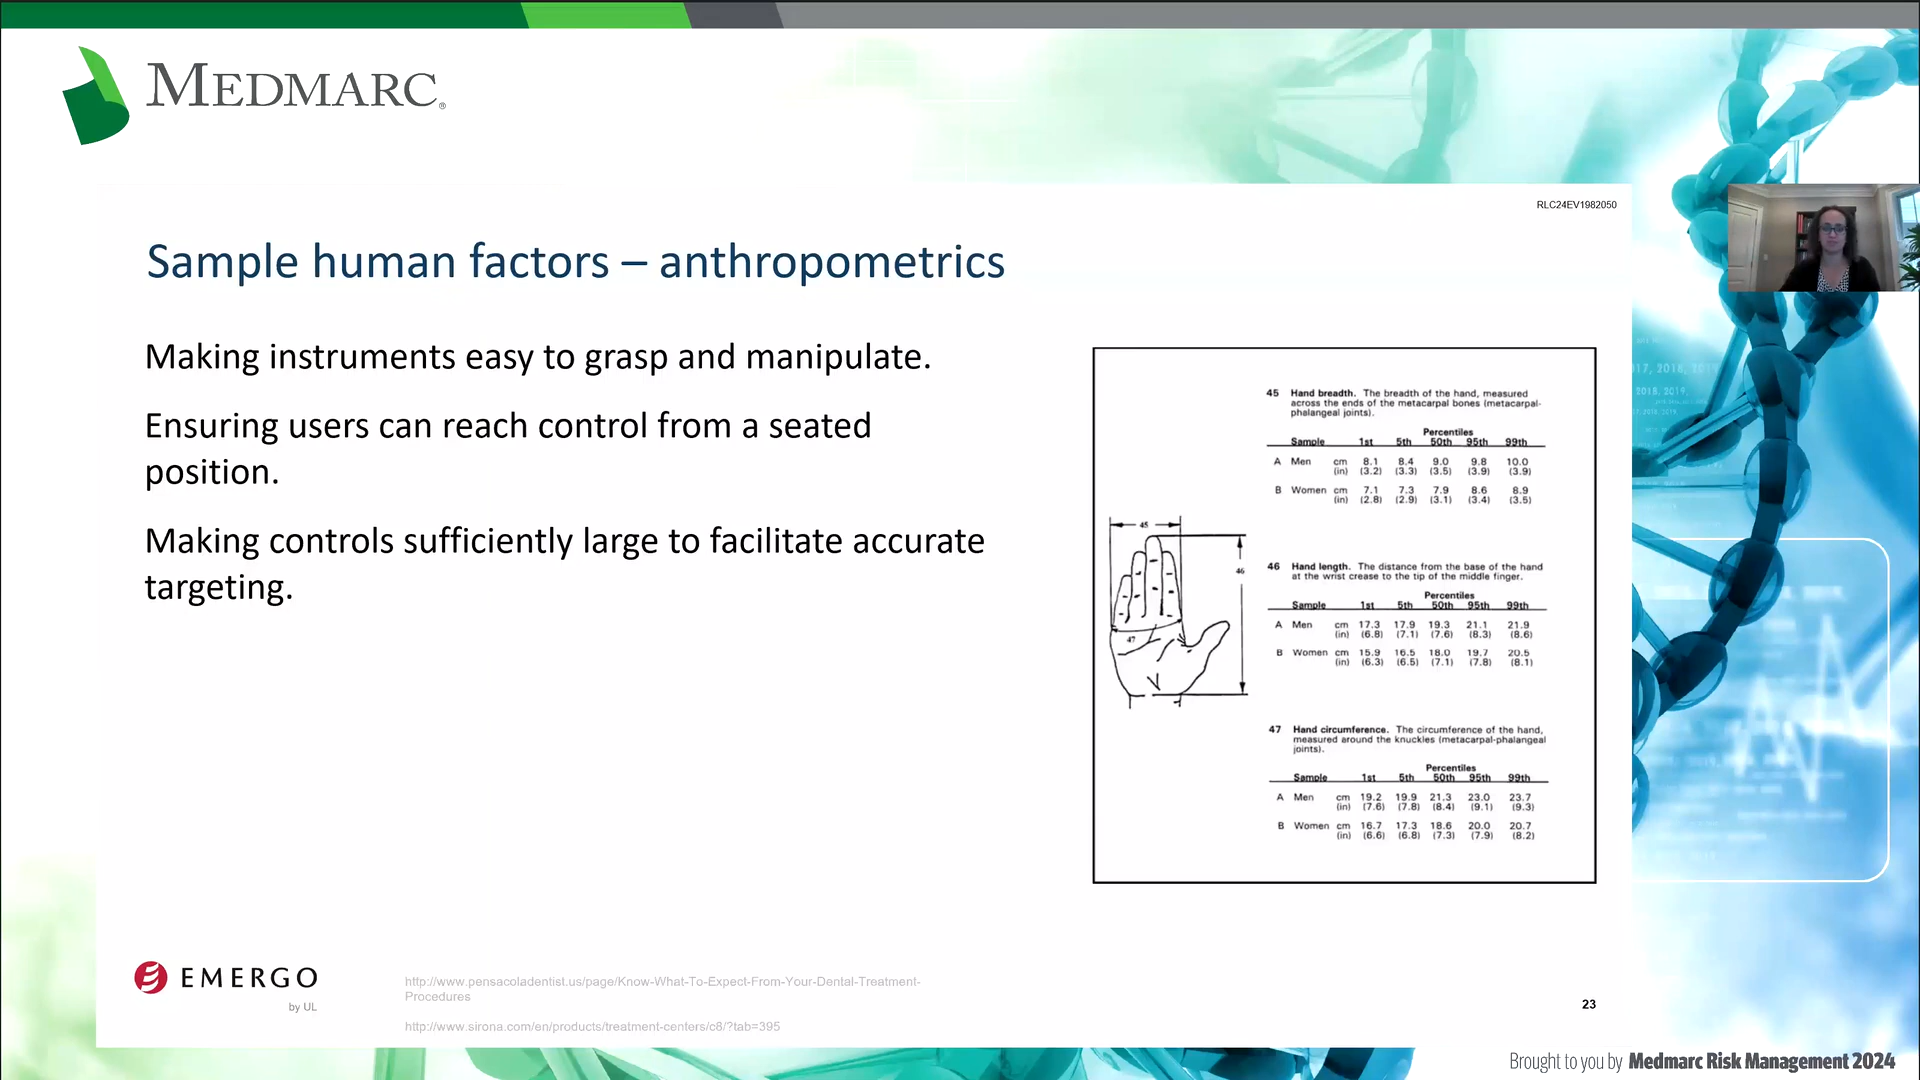 MEDMARC®
RLC24EV1982050
Sample human factors – anthropometrics
Making instruments easy to grasp and manipulate.
Ensuring users can reach control from a seated
position.
Making controls sufficiently large to facilitate accurate
targeting.
45 Hand breadth. The breadth of the hand, measured
across the ends of the metacarpal bones (metacarpal-
phalangeal joints).
Percentiles
Sample 1st 5th 50th 95th 99th
A Men cm 8.1 8.4 9.0 9.8 10.0
(in) (3.2) (3.3) (3.5) (3.9) (3.9)
B Women cm 7.1 7.3 7.9 8.6 8.9
(in) (2.8) (2.9) (3.1) (3.4) (3.5)
45
46
47
46 Hand length. The distance from the base of the hand
at the wrist crease to the tip of the middle finger.
Percentiles
Sample 1st 5th 50th 95th 99th
A Men cm 17.3 17.9 19.3 21.1 21.9
(in) (6.8) (7.1) (7.6) (8.3) (8.6)
B Women cm 15.9 16.5 18.0 19.7 20.5
(in) (6.3) (6.5) (7.1) (7.8) (8.1)
47 Hand circumference. The circumference of the hand,
measured around the knuckles (metacarpal-phalangeal
joints).
Percentiles
Sample 1st 5th 50th 95th 99th
A Men cm 19.2 19.9 21.3 23.0 23.7
(in) (7.6) (7.8) (8.4) (9.1) (9.3)
B Women cm 16.7 17.3 18.6 20.0 20.7
(in) (6.6) (6.8) (7.3) (7.9) (8.2)
EMERGO
by UL
http://www.pensacoladentist.us/page/Know-What-To-Expect-From-Your-Dental-Treatment-
Procedures
http://www.sirona.com/en/products/treatment-centers/c8/?tab=395
23
Brought to you by Medmarc Risk Management 2024